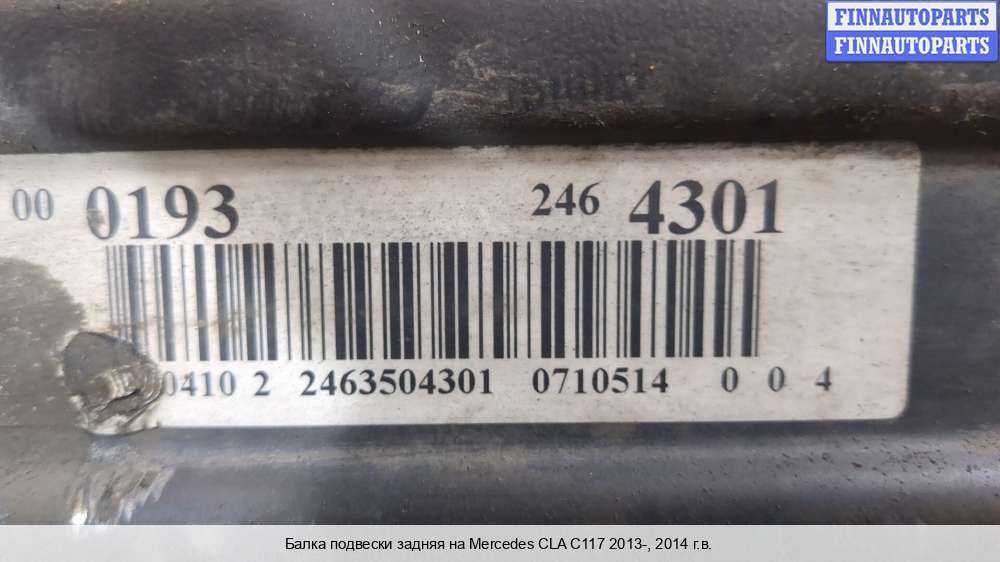 FINNAUTOPARTS
FINNAUTOPARTS
00 0193 246 4301
0410 2 2463504301 0710514 0 0 4
Балка подвески задняя на Mercedes CLA C117 2013-, 2014 г.в.